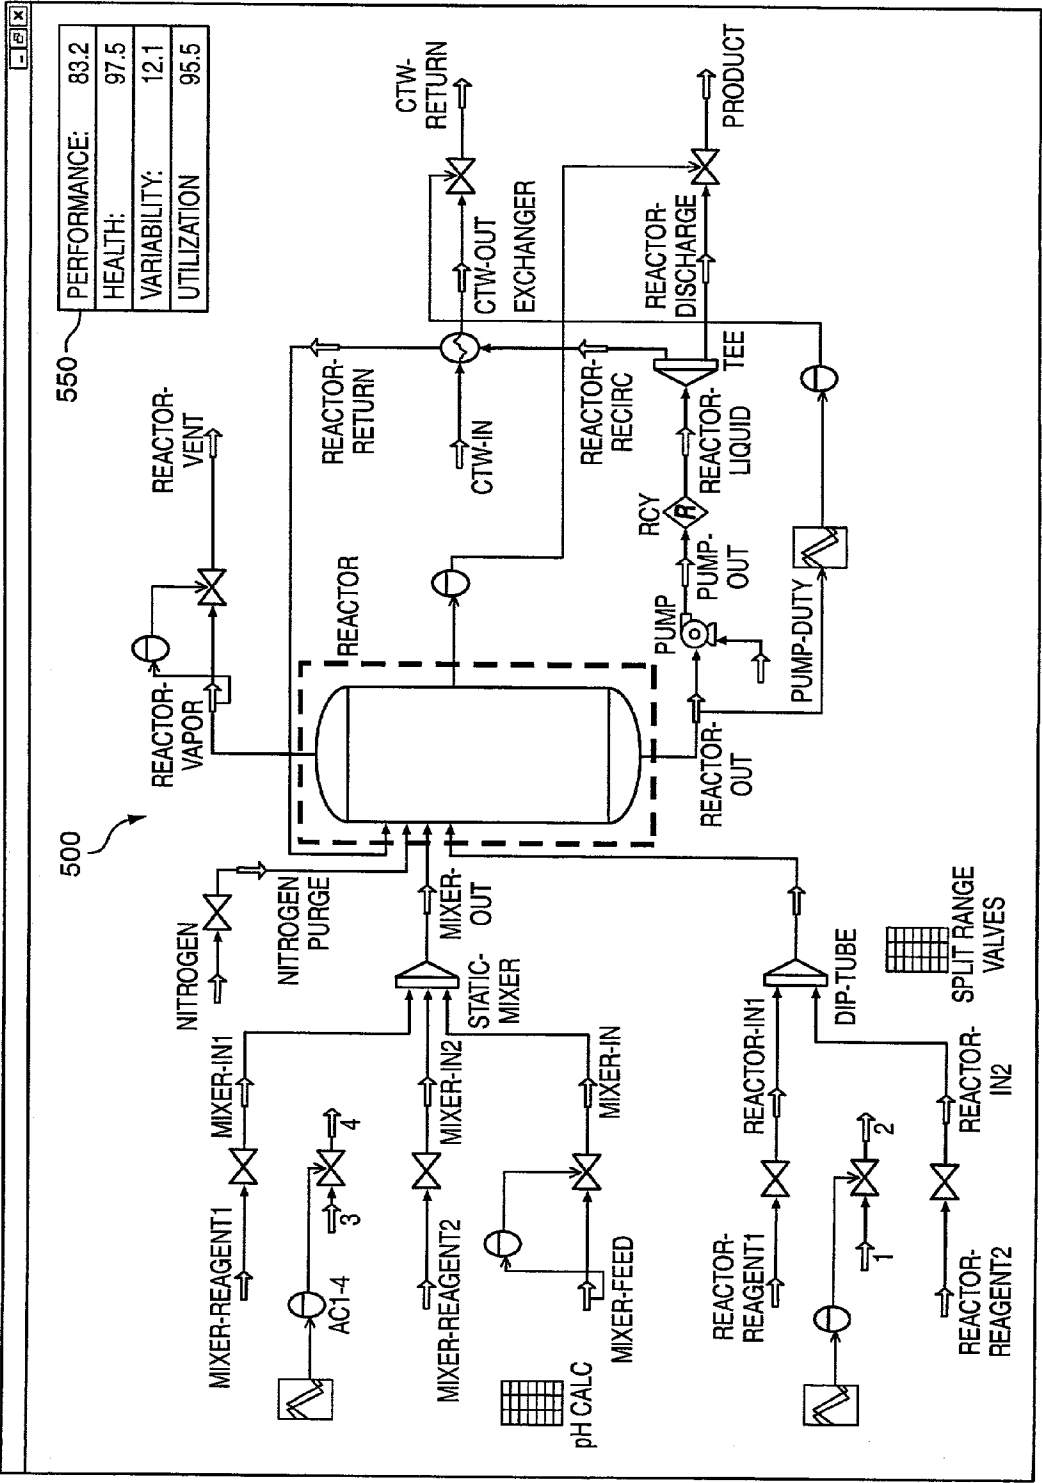 500
550
PERFORMANCE: 83.2
HEALTH: 97.5
VARIABILITY: 12.1
UTILIZATION 95.5
REACTOR-
VENT
REACTOR-
VAPOR
NITROGEN
NITROGEN
PURGE
REACTOR
REACTOR-
RETURN
CTW-
RETURN
CTW-IN
CTW-OUT
EXCHANGER
MIXER-REAGENT1
MIXER-IN1
AC1-4
3
4
MIXER-REAGENT2
MIXER-IN2
STATIC-
MIXER
MIXER-
OUT
pH CALC
MIXER-FEED
MIXER-IN
REACTOR-
RECIRC
REACTOR-
DISCHARGE
PRODUCT
TEE
RCY
R
REACTOR-
LIQUID
PUMP
PUMP-
OUT
REACTOR-
OUT
PUMP-DUTY
REACTOR-
REAGENT1
REACTOR-IN1
DIP-TUBE
1
2
REACTOR-
REAGENT2
REACTOR-
IN2
SPLIT RANGE
VALVES